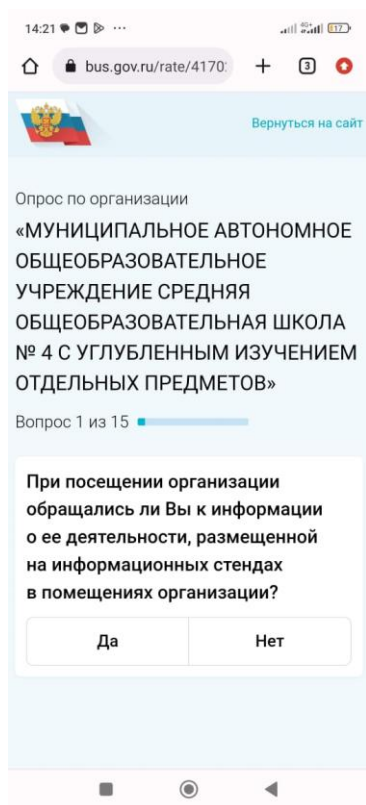 14:21
4G+
17
bus.gov.ru/rate/4170
3
Вернуться на сайт
Опрос по организации
«МУНИЦИПАЛЬНОЕ АВТОНОМНОЕ
ОБЩЕОБРАЗОВАТЕЛЬНОЕ
УЧРЕЖДЕНИЕ СРЕДНЯЯ
ОБЩЕОБРАЗОВАТЕЛЬНАЯ ШКОЛА
№ 4 С УГЛУБЛЕННЫМ ИЗУЧЕНИЕМ
ОТДЕЛЬНЫХ ПРЕДМЕТОВ»
Вопрос 1 из 15
При посещении организации
обращались ли Вы к информации
о ее деятельности, размещенной
на информационных стендах
в помещениях организации?
Да
Нет